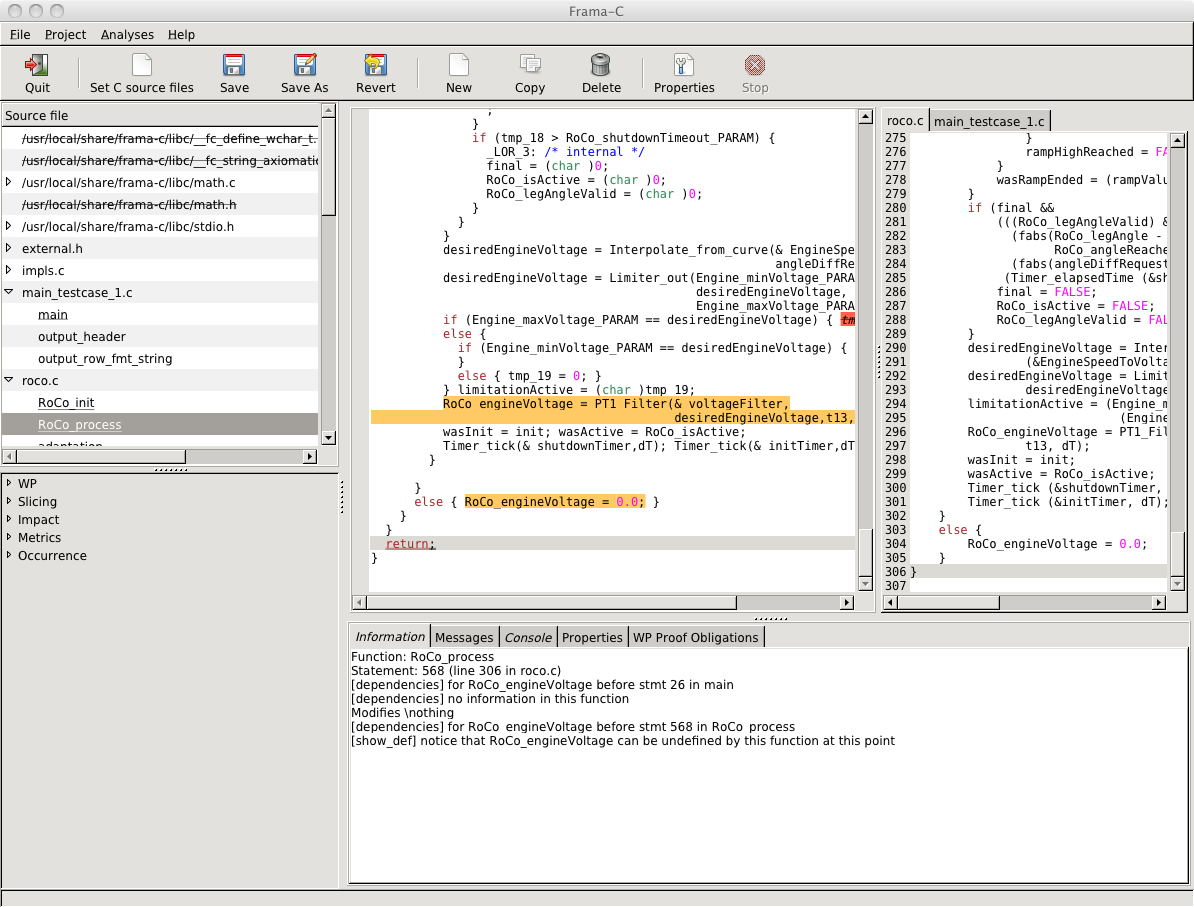 Frama-C
File Project Analyses Help
Quit Set C source files Save Save As Revert New Copy Delete Properties Stop
Source file
/usr/local/share/frama-c/libc/__fc_define_wchar_t.
/usr/local/share/frama-c/libc/__fc_string_axiomatic
/usr/local/share/frama-c/libc/math.c
/usr/local/share/frama-c/libc/math.h
/usr/local/share/frama-c/libc/stdio.h
external.h
impls.c
main_testcase_1.c
main
output_header
output_row_fmt_string
roco.c
RoCo_init
RoCo_process
adaptation
WP
Slicing
Impact
Metrics
Occurrence
}
if (tmp_18 > RoCo_shutdownTimeout_PARAM) {
_LOR_3: /* internal */
final = (char )0;
RoCo_isActive = (char )0;
RoCo_legAngleValid = (char )0;
}
}
}
desiredEngineVoltage = Interpolate_from_curve(& EngineSpe
angleDiffRe
desiredEngineVoltage = Limiter_out(Engine_minVoltage_PARA
desiredEngineVoltage,
Engine_maxVoltage_PARA
if (Engine_maxVoltage_PARAM == desiredEngineVoltage) { tm
else {
if (Engine_minVoltage_PARAM == desiredEngineVoltage) {
}
else { tmp_19 = 0; }
} limitationActive = (char )tmp_19;
RoCo_engineVoltage = PT1_Filter(& voltageFilter,
desiredEngineVoltage,t13,
wasInit = init; wasActive = RoCo_isActive;
Timer_tick(& shutdownTimer,dT); Timer_tick(& initTimer,dT
}
}
else { RoCo_engineVoltage = 0.0; }
}
}
return;
}
roco.c main_testcase_1.c
275 }
276 rampHighReached = FA
277 }
278 wasRampEnded = (rampValu
279 }
280 if (final &&
281 (((RoCo_legAngleValid) &
282 (fabs(RoCo_legAngle -
283 RoCo_angleReache
284 (fabs(angleDiffRequest
285 (Timer_elapsedTime (&sh
286 final = FALSE;
287 RoCo_isActive = FALSE;
288 RoCo_legAngleValid = FAL
289 }
290 desiredEngineVoltage = Inter
291 (&EngineSpeedToVolta
292 desiredEngineVoltage = Limit
293 desiredEngineVoltage
294 limitationActive = (Engine_m
295 (Engine
296 RoCo_engineVoltage = PT1_Fil
297 t13, dT);
298 wasInit = init;
299 wasActive = RoCo_isActive;
300 Timer_tick (&shutdownTimer,
301 Timer_tick (&initTimer, dT);
302 }
303 else {
304 RoCo_engineVoltage = 0.0;
305 }
306 }
307
Information Messages Console Properties WP Proof Obligations
Function: RoCo_process
Statement: 568 (line 306 in roco.c)
[dependencies] for RoCo_engineVoltage before stmt 26 in main
[dependencies] no information in this function
Modifies \nothing
[dependencies] for RoCo_engineVoltage before stmt 568 in RoCo_process
[show_def] notice that RoCo_engineVoltage can be undefined by this function at this point